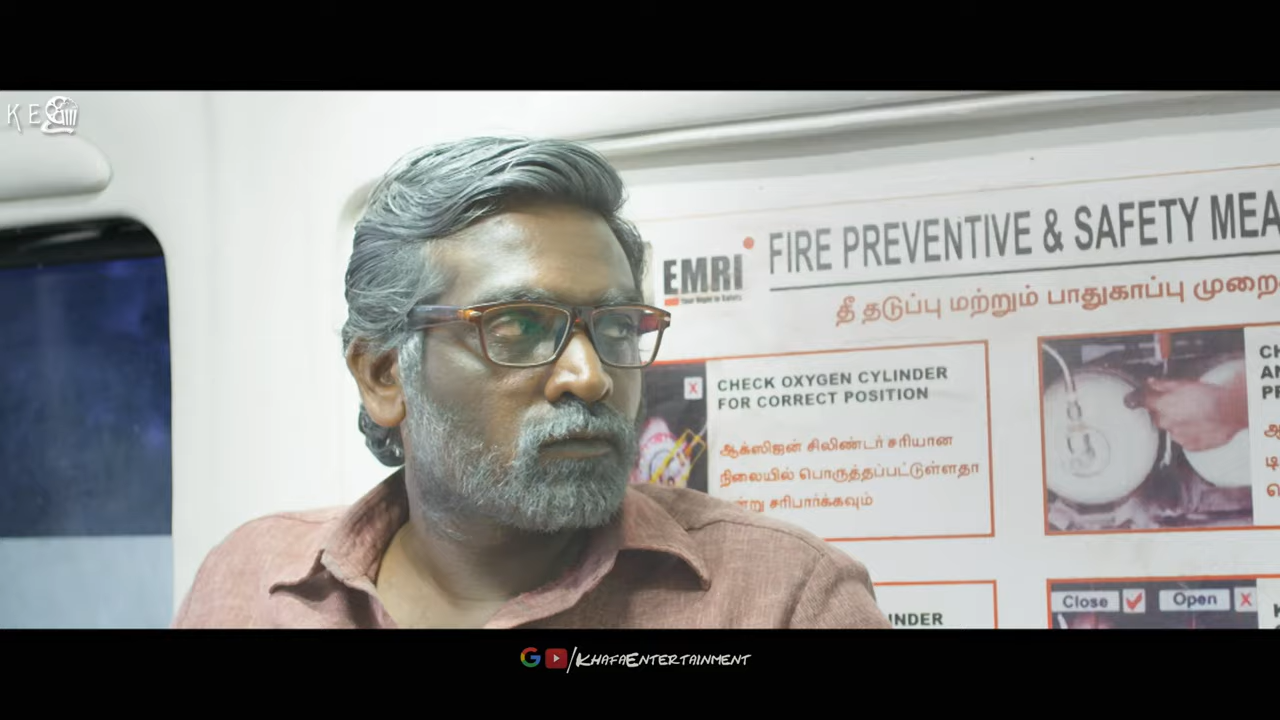 KE
EMRI
FIRE PREVENTIVE & SAFETY MEA
தீ தடுப்பு மற்றும் பாதுகாப்பு முறை
X
CHECK OXYGEN CYLINDER
FOR CORRECT POSITION
ஆக்ஸிஜன் சிலிண்டர் சரியான
நிலையில் பொருத்தப்பட்டுள்ளதா
சரிபார்க்கவும்
CH
AN
PR
INDER
Close
Open
X
/KHAFAENTERTAINMENT